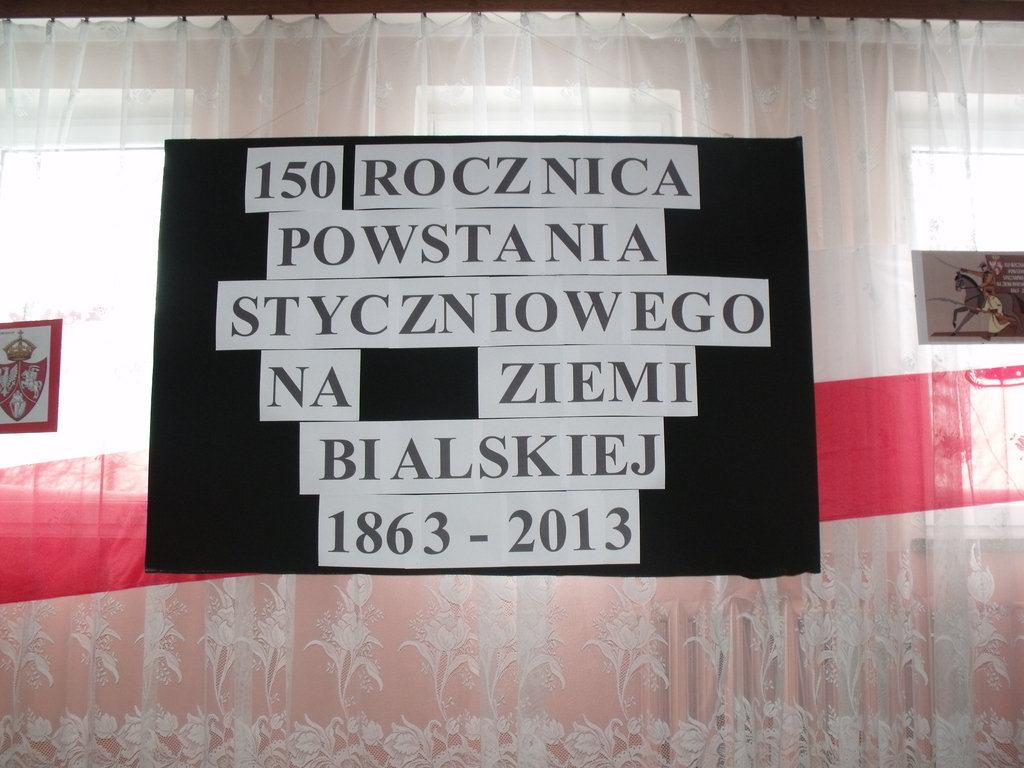 150 ROCZNICA
POWSTANIA
STYCZNIOWEGO
NA ZIEMI
BIALSKIEJ
1863 - 2013